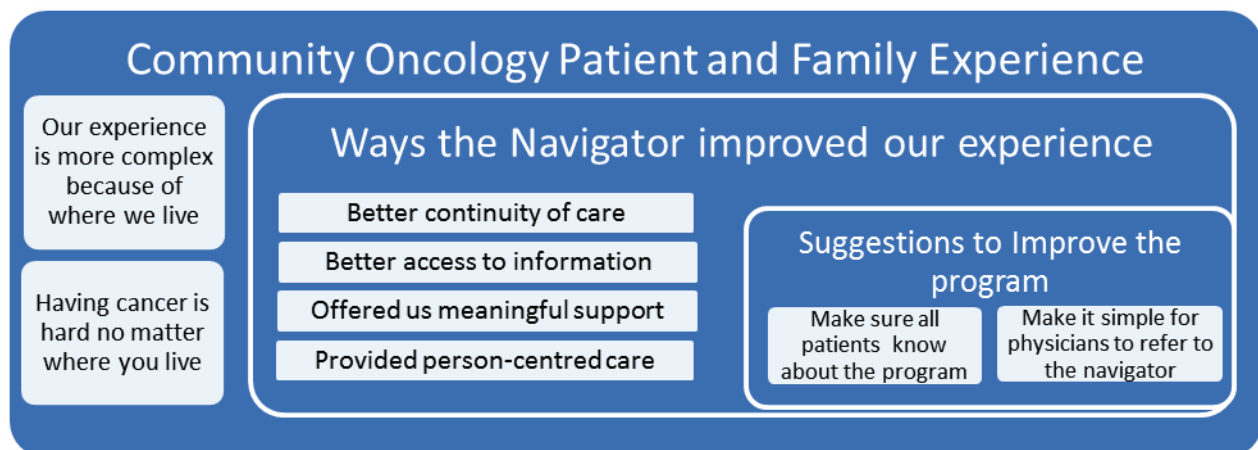 Community Oncology Patient and Family Experience
Our experience
is more complex
because of
where we live
Having cancer is
hard no matter
where you live
Ways the Navigator improved our experience
Better continuity of care
Better access to information
Offered us meaningful support
Provided person-centred care
Suggestions to Improve the
program
Make sure all
patients know
about the program
Make it simple for
physicians to refer to
the navigator